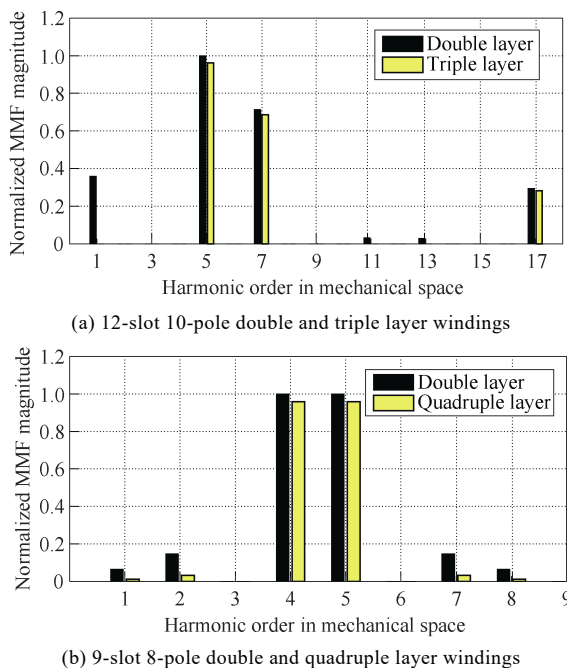 1.2
1.0
0.8
0.6
0.4
0.2
0
Normalized MMF magnitude
Double layer
Triple layer
1 3 5 7 9 11 13 15 17
Harmonic order in mechanical space
(a) 12-slot 10-pole double and triple layer windings
1.2
1.0
0.8
0.6
0.4
0.2
0
Normalized MMF magnitude
Double layer
Quadruple layer
1 2 3 4 5 6 7 8 9
Harmonic order in mechanical space
(b) 9-slot 8-pole double and quadruple layer windings